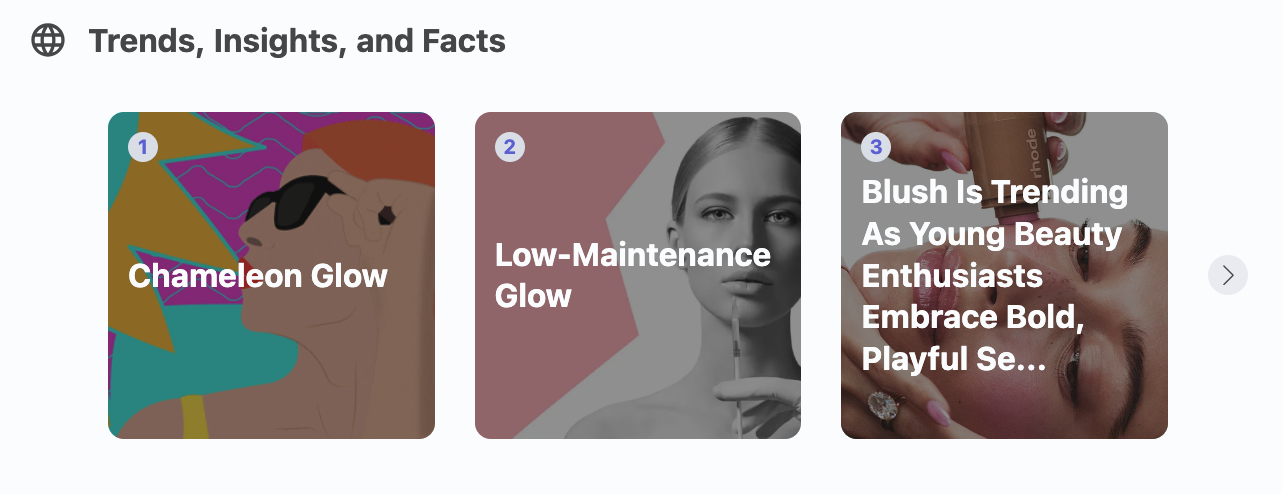 Trends, Insights, and Facts
1
Chameleon Glow
2
Low-Maintenance
Glow
3
rhode
Blush Is Trending
As Young Beauty
Enthusiasts
Embrace Bold,
Playful Se...